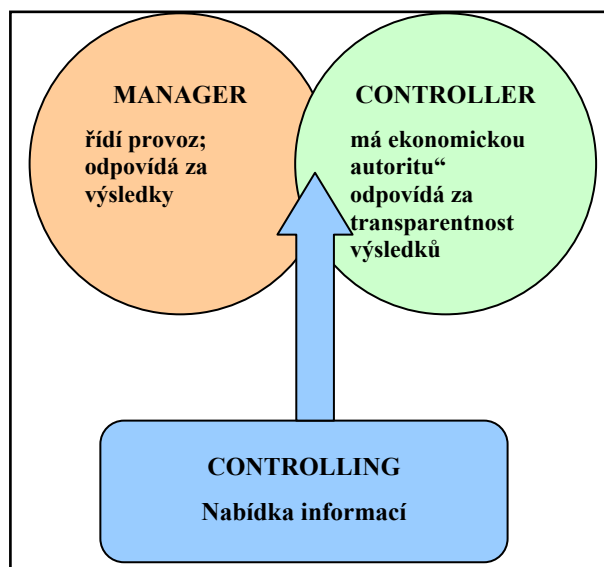 MANAGER
řídí provoz;
odpovídá za
výsledky
CONTROLLER
má ekonomickou
autoritu“
odpovídá za
transparentnost
výsledků
CONTROLLING
Nabídka informací